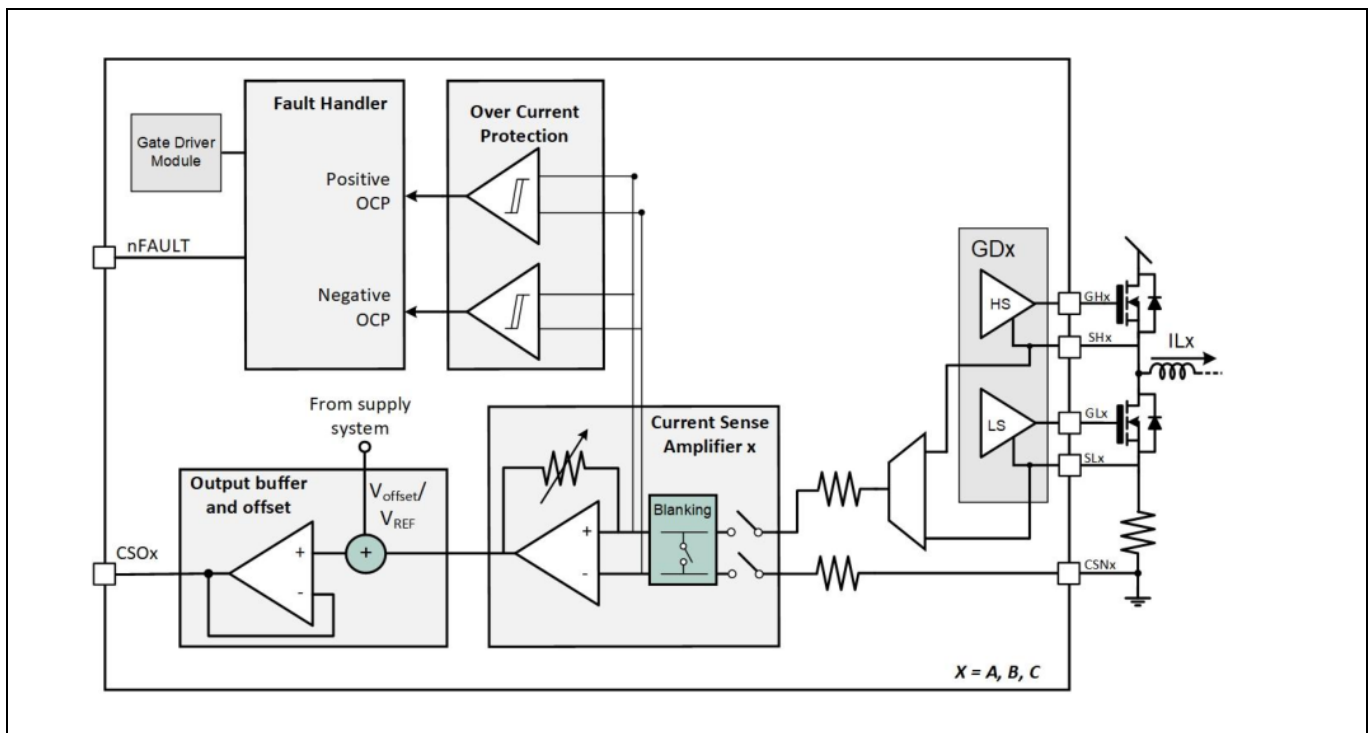 Fault Handler
Over Current
Protection
Gate Driver
Module
Positive
OCP
nFAULT
Negative
OCP
GDx
HS
GHx
SHx
ILx
LS
GLx
SLx
From supply
system
Current Sense
Amplifier x
Output buffer
and offset
Voffset/
VREF
Blanking
+
-
CSOx
+
+
-
CSNx
X = A, B, C